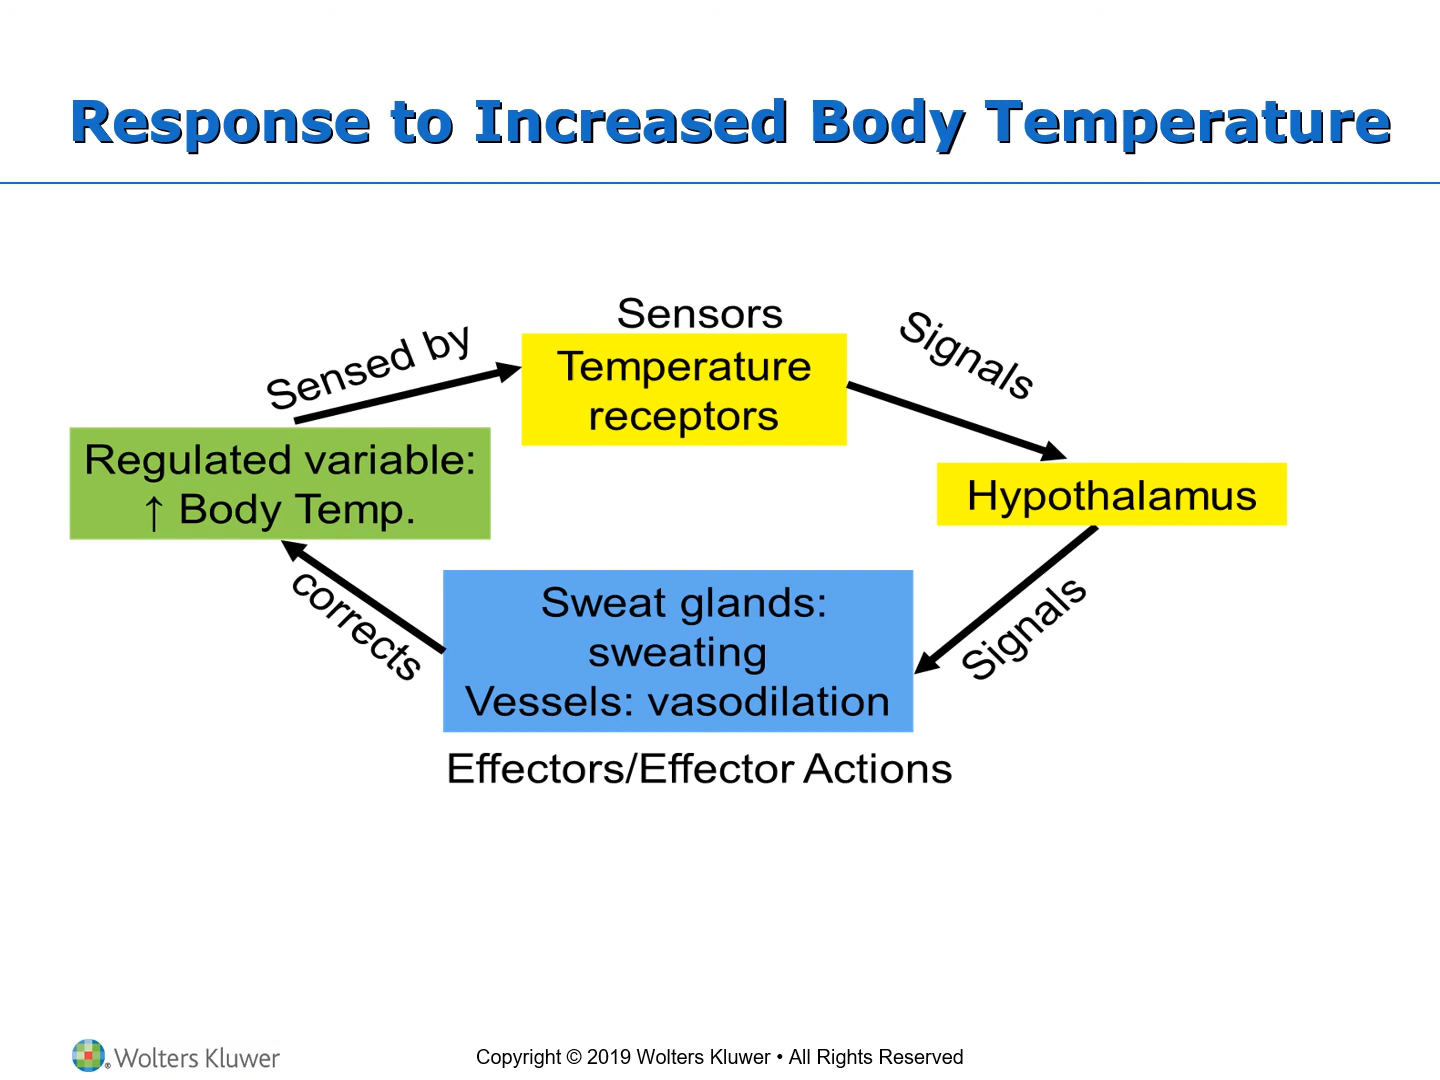 Response to Increased Body Temperature
Sensors
Sensed by
Temperature
receptors
Signals
Regulated variable:
↑ Body Temp.
Hypothalamus
corrects
Sweat glands:
sweating
Vessels: vasodilation
Signals
Effectors/Effector Actions
Wolters Kluwer
Copyright © 2019 Wolters Kluwer • All Rights Reserved